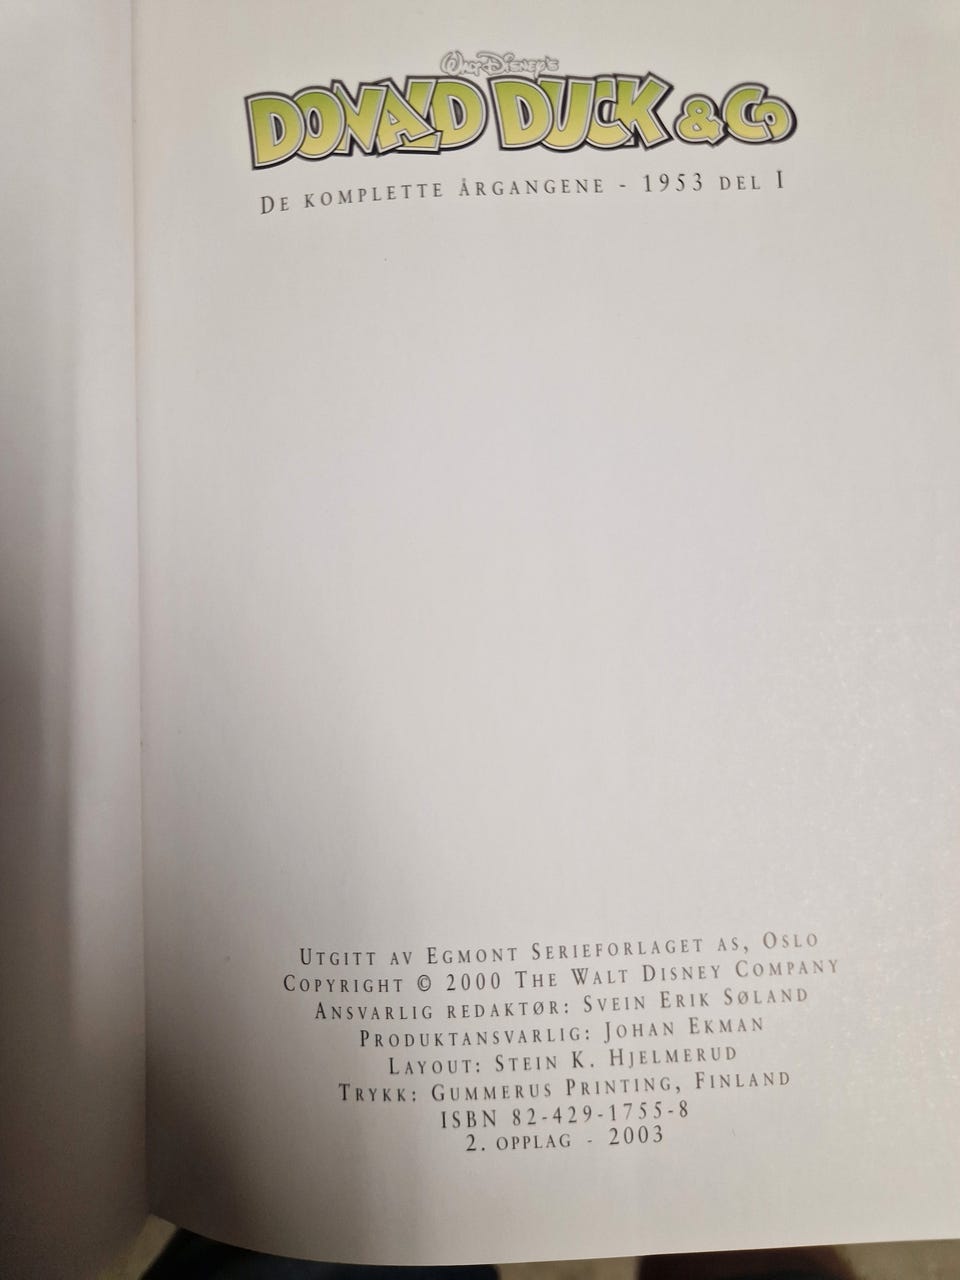 Walt Disney's
DONALD DUCK & Co
De komplette årgangene - 1953 del I
Utgitt av Egmont Serieforlaget as, Oslo
Copyright © 2000 The Walt Disney Company
Ansvarlig redaktør: Svein Erik Søland
Produktansvarlig: Johan Ekman
Layout: Stein K. Hjelmerud
Trykk: Gummerus Printing, Finland
ISBN 82-429-1755-8
2. opplag - 2003